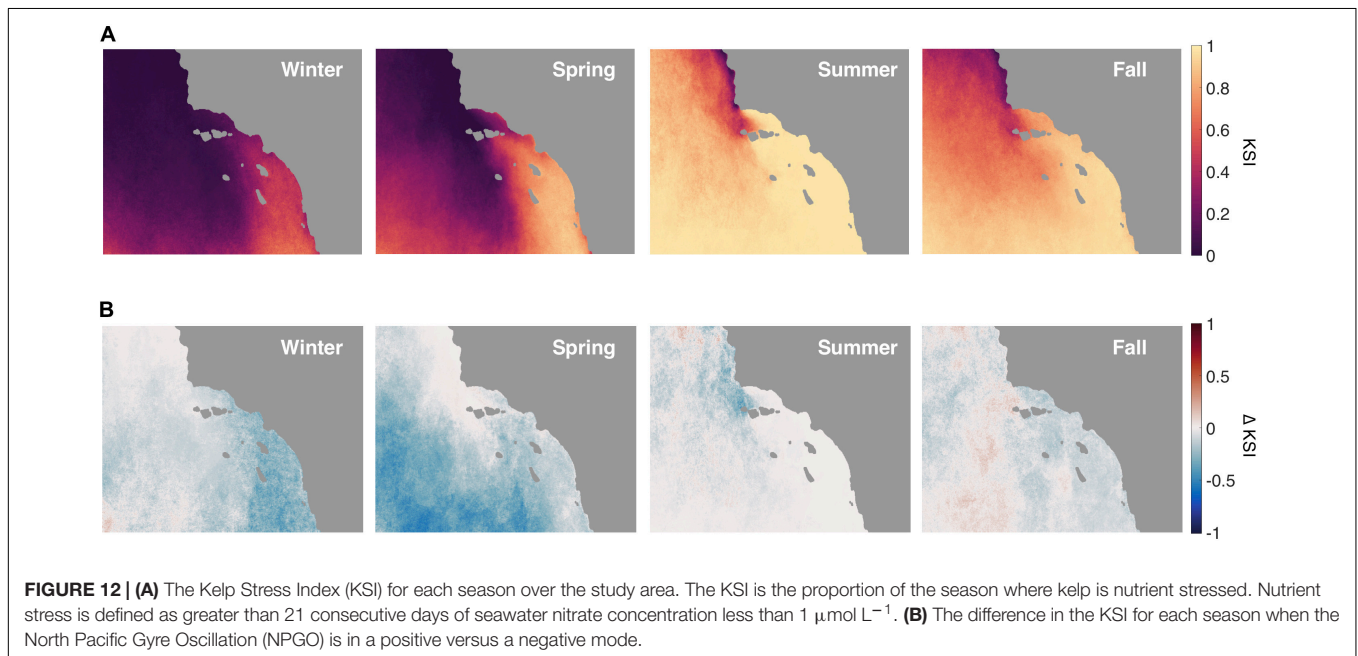 A
Winter
Spring
Summer
Fall
1
0.8
0.6
0.4
0.2
0
KSI
B
Winter
Spring
Summer
Fall
1
0.5
0
-0.5
-1
Δ KSI
FIGURE 12 | (A) The Kelp Stress Index (KSI) for each season over the study area. The KSI is the proportion of the season where kelp is nutrient stressed. Nutrient
stress is defined as greater than 21 consecutive days of seawater nitrate concentration less than 1 μmol L⁻¹. (B) The difference in the KSI for each season when the
North Pacific Gyre Oscillation (NPGO) is in a positive versus a negative mode.